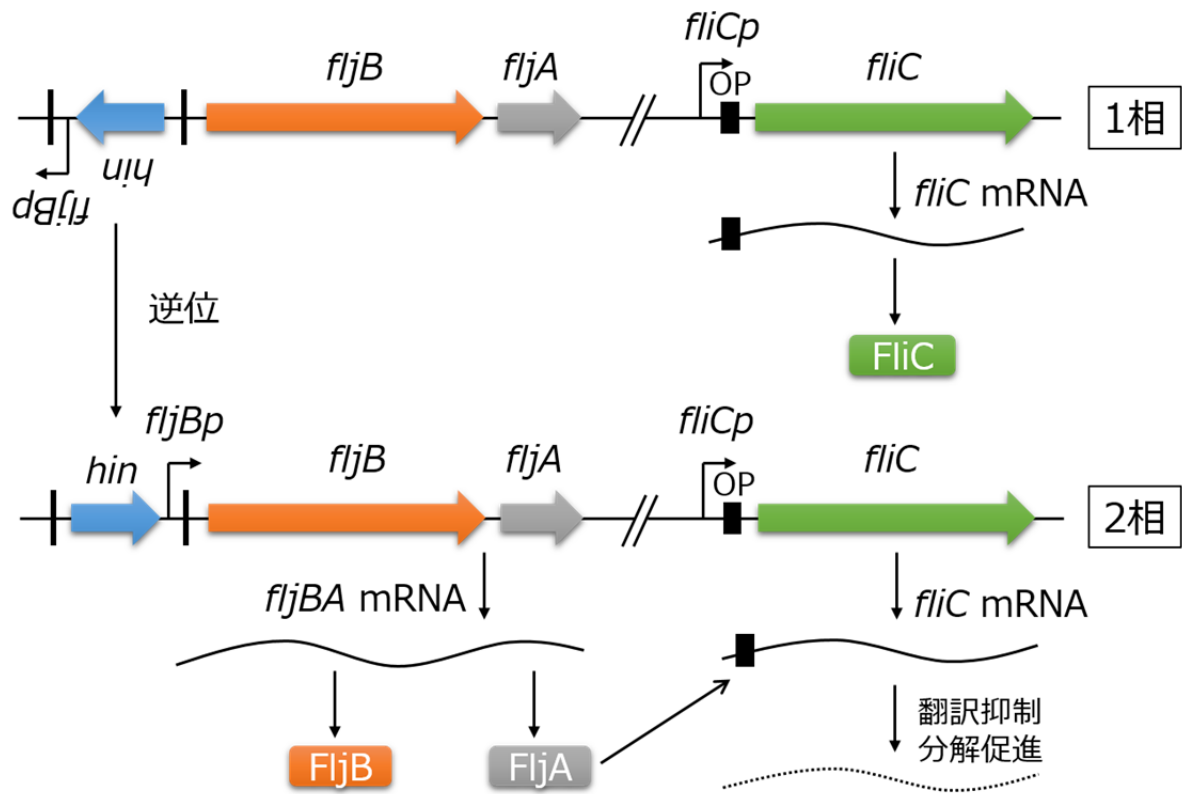 fliCp
fljB
fljA
OP
fliC
1相
hin
fljBp
fliC mRNA
逆位
FliC
fljBp
fliCp
hin
fljB
fljA
OP
fliC
2相
fljBA mRNA
fliC mRNA
翻訳抑制
分解促進
FljB
FljA